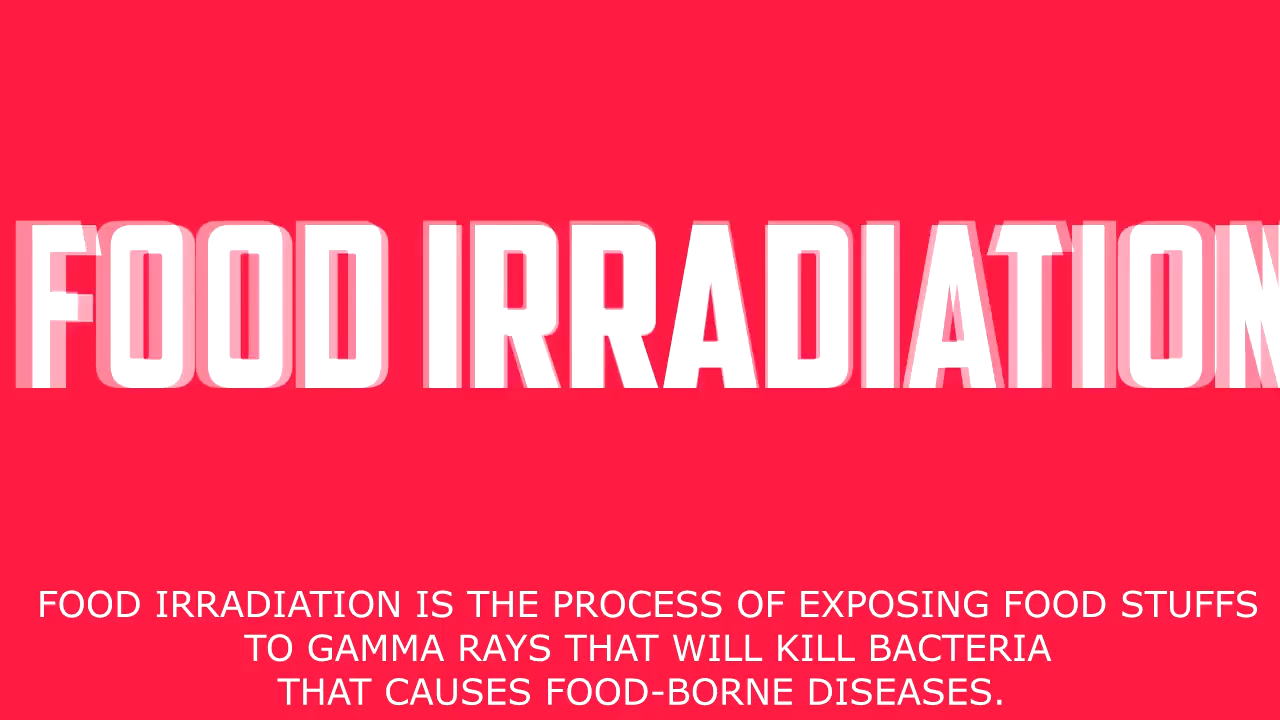 FOOD IRRADIATION
FOOD IRRADIATION IS THE PROCESS OF EXPOSING FOOD STUFFS
TO GAMMA RAYS THAT WILL KILL BACTERIA
THAT CAUSES FOOD-BORNE DISEASES.